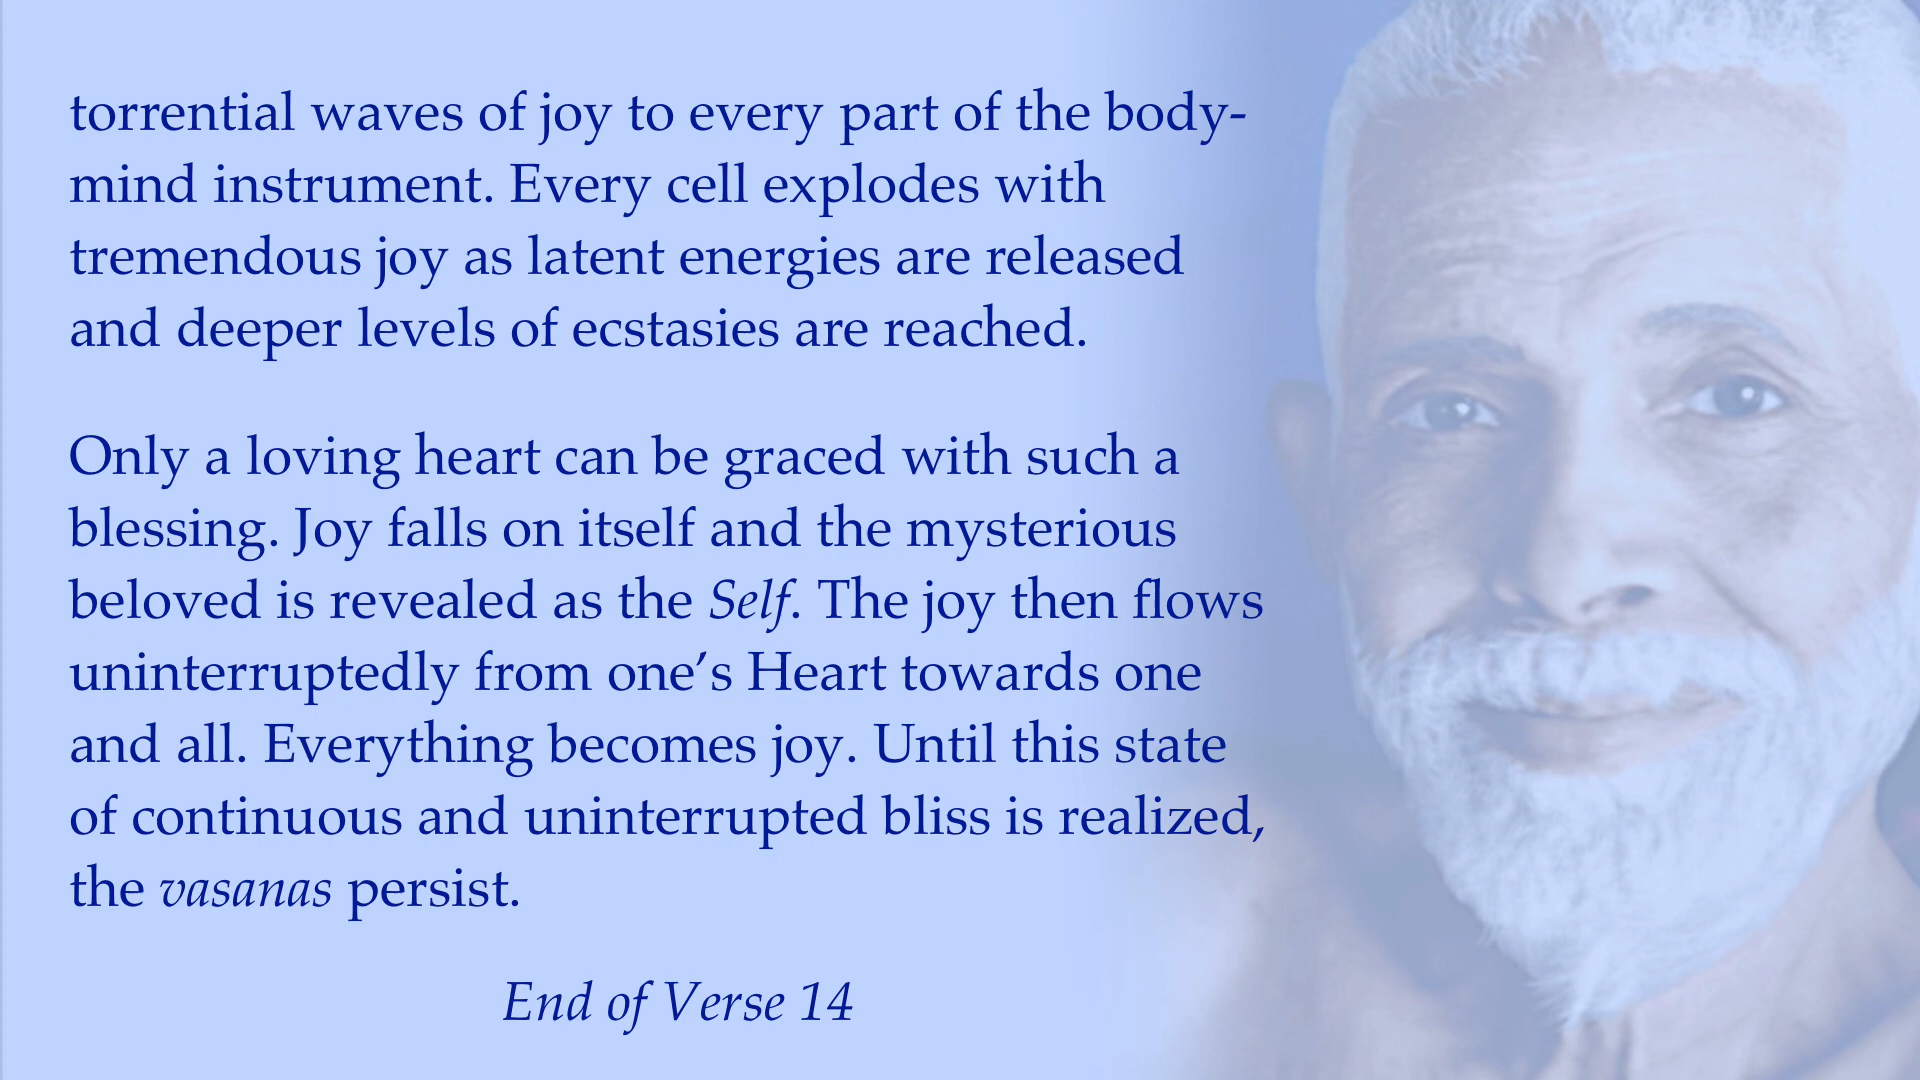 torrential waves of joy to every part of the body-
mind instrument. Every cell explodes with
tremendous joy as latent energies are released
and deeper levels of ecstasies are reached.
Only a loving heart can be graced with such a
blessing. Joy falls on itself and the mysterious
beloved is revealed as the Self. The joy then flows
uninterruptedly from one’s Heart towards one
and all. Everything becomes joy. Until this state
of continuous and uninterrupted bliss is realized,
the vasanas persist.
End of Verse 14